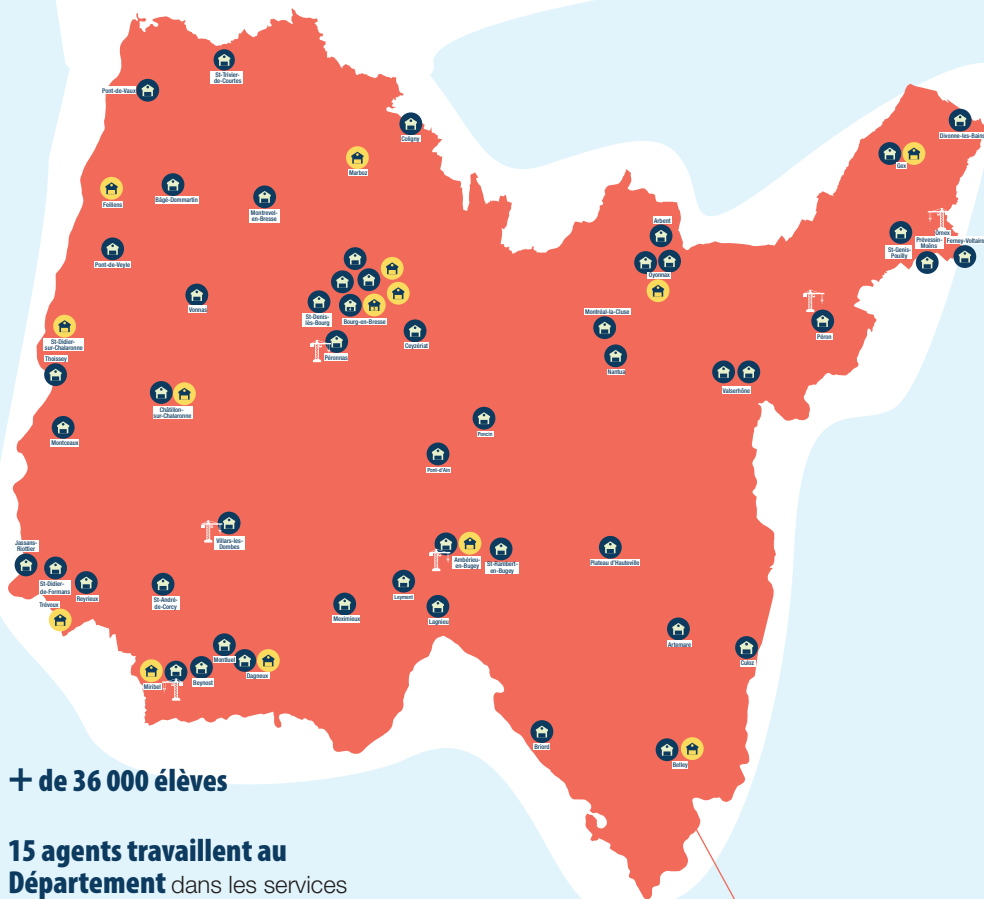 St-Trivier-
de-Courtes
Pont-de-Vaux
Coligny
Divonne-les-Bains
Gex
Marboz
Feillens
Bâgé-Dommartin
Montrevel-
en-Bresse
Arbent
Ornex
St-Genis-
Pouilly
Prévessin-
Moëns
Ferney-Voltaire
Pont-de-Veyle
Oyonnax
Vonnas
St-Denis-
lès-Bourg
Bourg-en-Bresse
Montréal-la-Cluse
Péron
St-Didier-
sur-Chalaronne
Thoissey
Péronnas
Ceyzériat
Nantua
Valserhône
Châtillon-
sur-Chalaronne
Montceaux
Poncin
Pont-d'Ain
Villars-les-
Dombes
Jassans-
Riottier
Ambérieu-
en-Bugey
St-Rambert-
en-Bugey
Plateau d'Hauteville
St-Didier-
de-Formans
Reyrieux
St-André-
de-Corcy
Leyment
Trévoux
Meximieux
Lagnieu
Artemare
Culoz
Montluel
Dagneux
Beynost
Miribel
Briord
Belley
+ de 36 000 élèves
15 agents travaillent au
Département dans les services